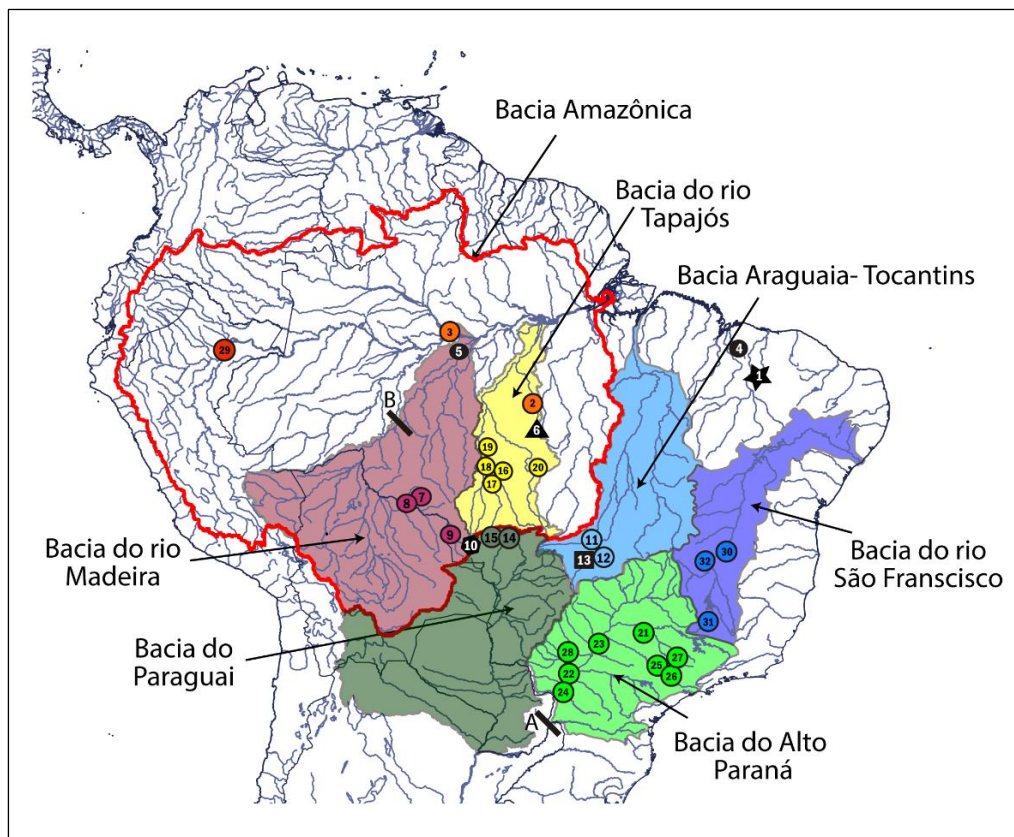 Bacia Amazônica
Bacia do rio
Tapajós
Bacia Araguaia- Tocantins
3
5
29
4
1
B
2
6
19
18
16
20
17
8
7
9
10
15
14
11
12
13
Bacia do rio
Madeira
32
30
Bacia do rio
São Franscisco
31
21
23
28
27
25
26
22
24
Bacia do
Paraguai
A
Bacia do Alto
Paraná